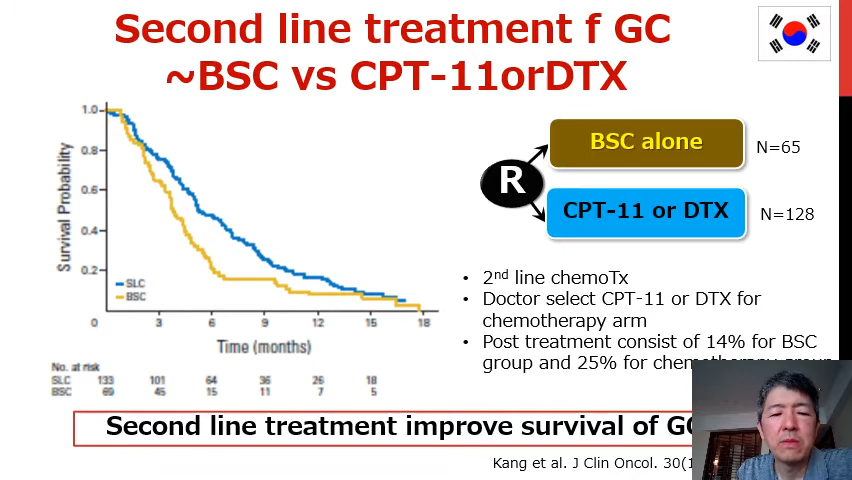 Second line treatment f GC
~BSC vs CPT-11orDTX
Survival Probability
1.0
0.8
0.6
0.4
0.2
SLC
BSC
0 3 6 9 12 15 18
Time (months)
No. at risk
SLC 133 101 64 36 26 18
BSC 69 45 15 11 7 5
R
BSC alone
N=65
CPT-11 or DTX
N=128
• 2nd line chemoTx
• Doctor select CPT-11 or DTX for
chemotherapy arm
• Post treatment consist of 14% for BSC
group and 25% for chemotherapy group
Second line treatment improve survival of GC
Kang et al. J Clin Oncol. 30(1